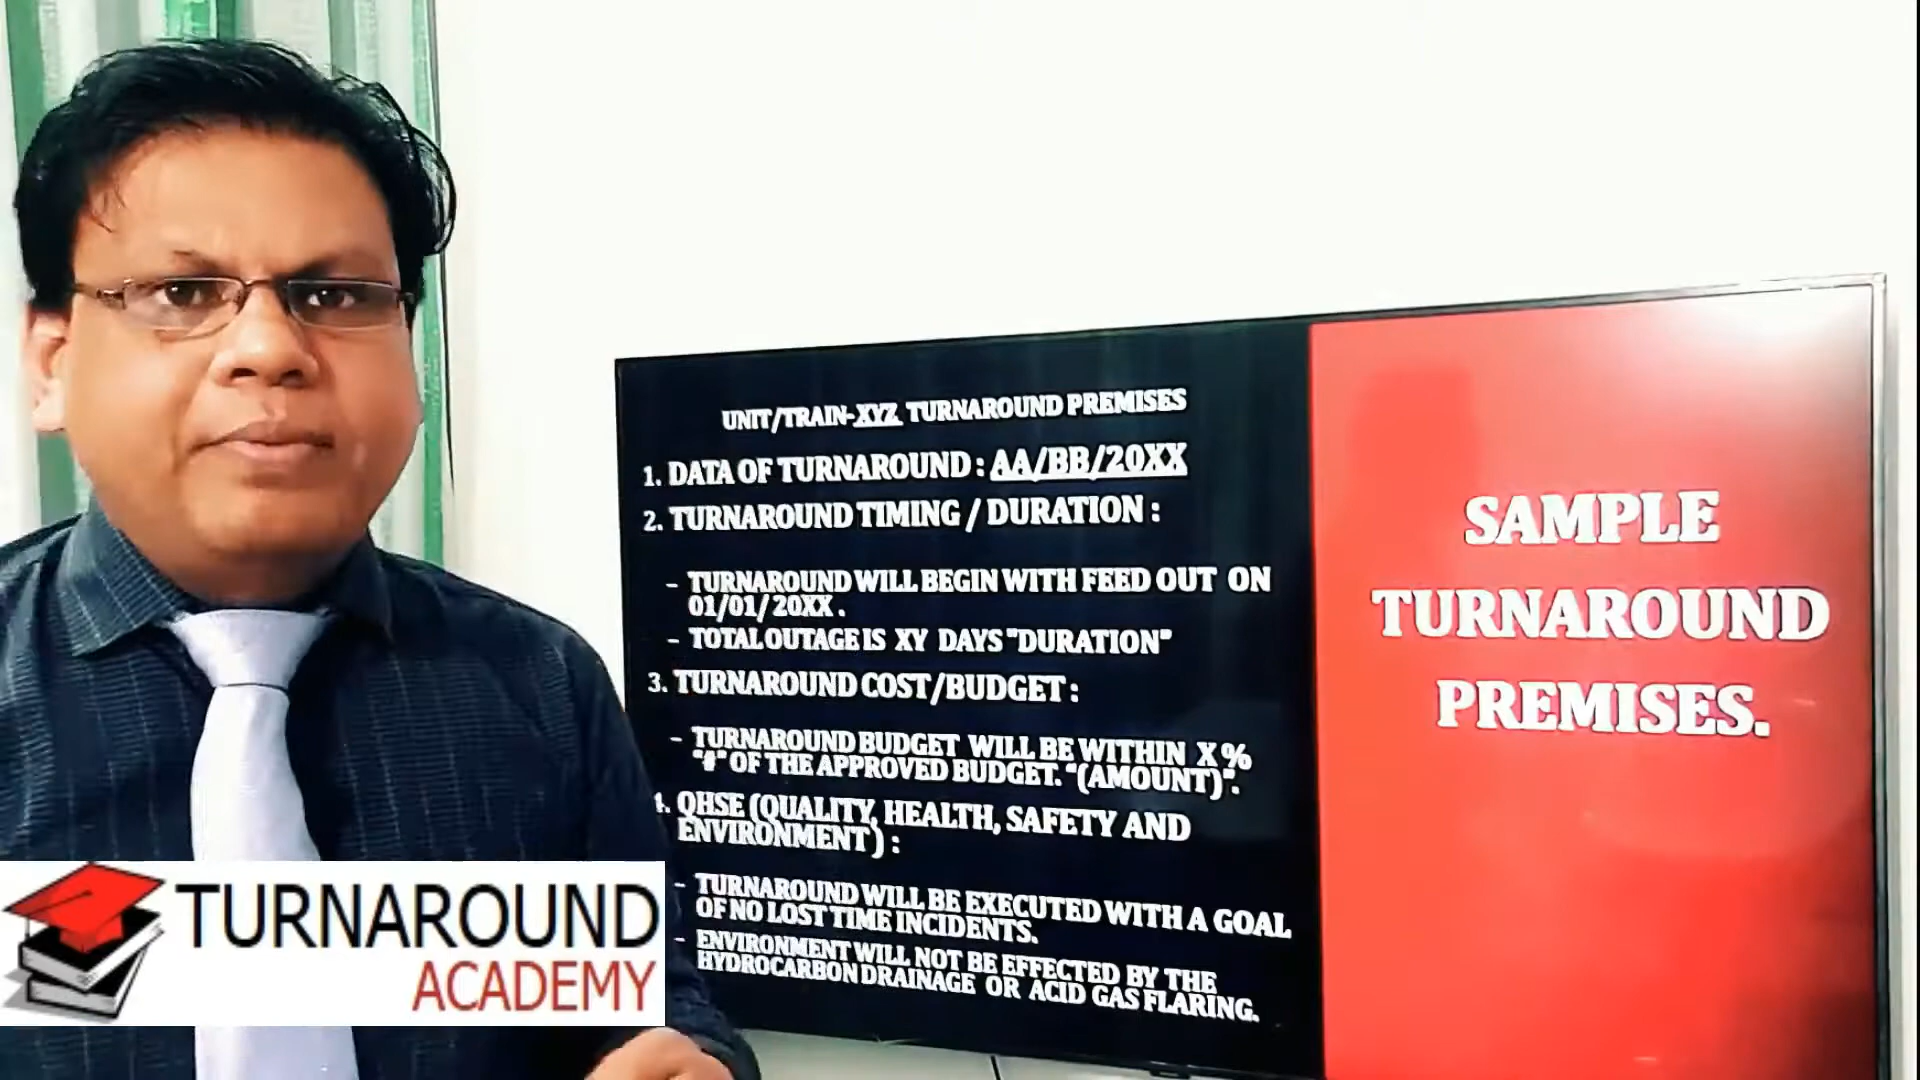 UNIT/TRAIN-XYZ TURNAROUND PREMISES
1. DATA OF TURNAROUND : AA/BB/20XX
2. TURNAROUND TIMING / DURATION :
- TURNAROUND WILL BEGIN WITH FEED OUT ON
01/01/ 20XX .
- TOTAL OUTAGE IS XY DAYS "DURATION"
3. TURNAROUND COST/BUDGET :
- TURNAROUND BUDGET WILL BE WITHIN X %
"#" OF THE APPROVED BUDGET. "(AMOUNT)".
4. QHSE (QUALITY, HEALTH, SAFETY AND
ENVIRONMENT) :
- TURNAROUND WILL BE EXECUTED WITH A GOAL
OF NO LOST TIME INCIDENTS.
- ENVIRONMENT WILL NOT BE EFFECTED BY THE
HYDROCARBON DRAINAGE OR ACID GAS FLARING.
SAMPLE
TURNAROUND
PREMISES.
TURNAROUND
ACADEMY